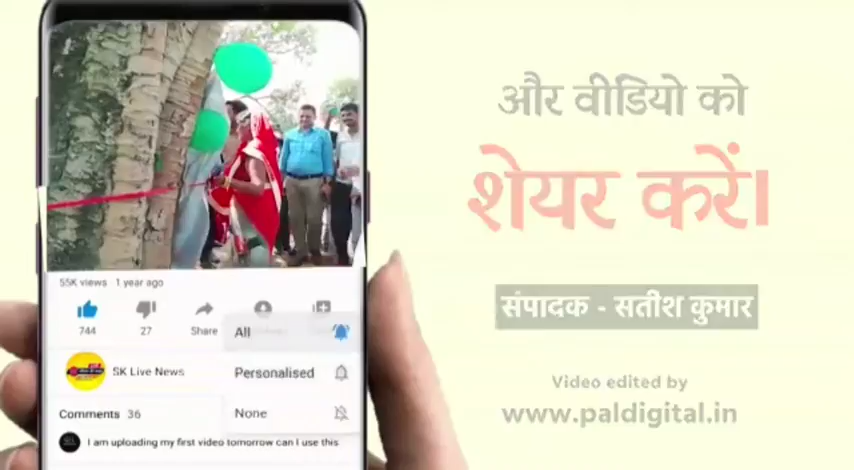 और वीडियो को
शेयर करें।
संपादक - सतीश कुमार
Video edited by
www.paldigital.in
55K views 1 year ago
744
27
Share
All
Personalised
None
SK Live News
Comments 36
I am uploading my first video tomorrow can I use this